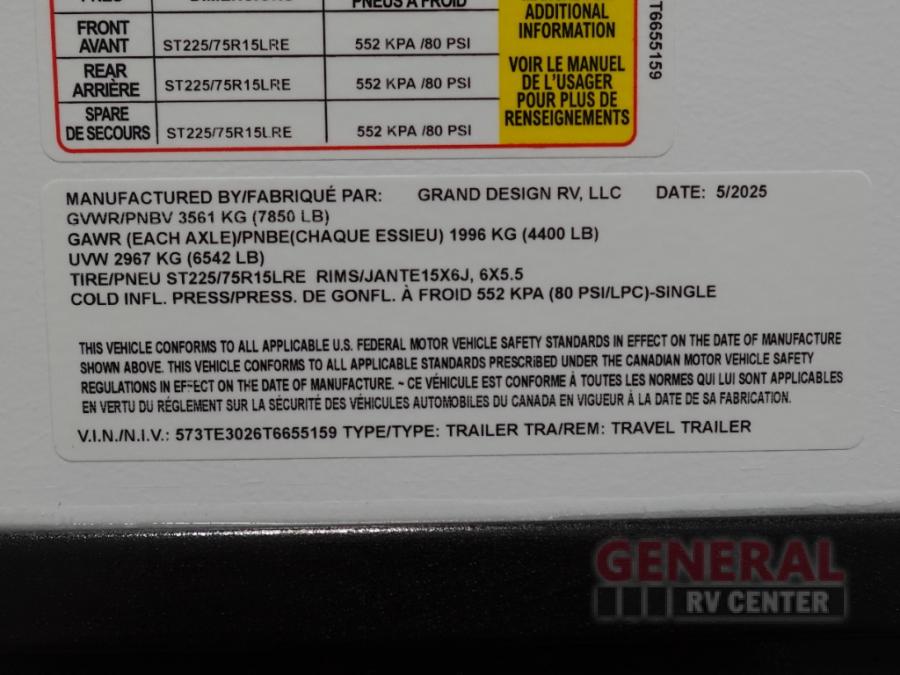 DIMENSIONS
PNEUS À FROID
ADDITIONAL
INFORMATION
FRONT
AVANT
ST225/75R15LRE
552 KPA /80 PSI
REAR
ARRIÈRE
ST225/75R15LRE
552 KPA /80 PSI
SPARE
DE SECOURS
ST225/75R15LRE
552 KPA /80 PSI
VOIR LE MANUEL
DE L'USAGER
POUR PLUS DE
RENSEIGNEMENTS
T6655159
MANUFACTURED BY/FABRIQUÉ PAR: GRAND DESIGN RV, LLC DATE: 5/2025
GVWR/PNBV 3561 KG (7850 LB)
GAWR (EACH AXLE)/PNBE(CHAQUE ESSIEU) 1996 KG (4400 LB)
UVW 2967 KG (6542 LB)
TIRE/PNEU ST225/75R15LRE RIMS/JANTE15X6J, 6X5.5
COLD INFL. PRESS/PRESS. DE GONFL. À FROID 552 KPA (80 PSI/LPC)-SINGLE
THIS VEHICLE CONFORMS TO ALL APPLICABLE U.S. FEDERAL MOTOR VEHICLE SAFETY STANDARDS IN EFFECT ON THE DATE OF MANUFACTURE
SHOWN ABOVE. THIS VEHICLE CONFORMS TO ALL APPLICABLE STANDARDS PRESCRIBED UNDER THE CANADIAN MOTOR VEHICLE SAFETY
REGULATIONS IN EFFECT ON THE DATE OF MANUFACTURE. ~ CE VÉHICULE EST CONFORME À TOUTES LES NORMES QUI LUI SONT APPLICABLES
EN VERTU DU RÉGLEMENT SUR LA SÉCURITÉ DES VÉHICULES AUTOMOBILES DU CANADA EN VIGUEUR À LA DATE DE SA FABRICATION.
V.I.N./N.I.V.: 573TE3026T6655159 TYPE/TYPE: TRAILER TRA/REM: TRAVEL TRAILER
GENERAL
RV CENTER